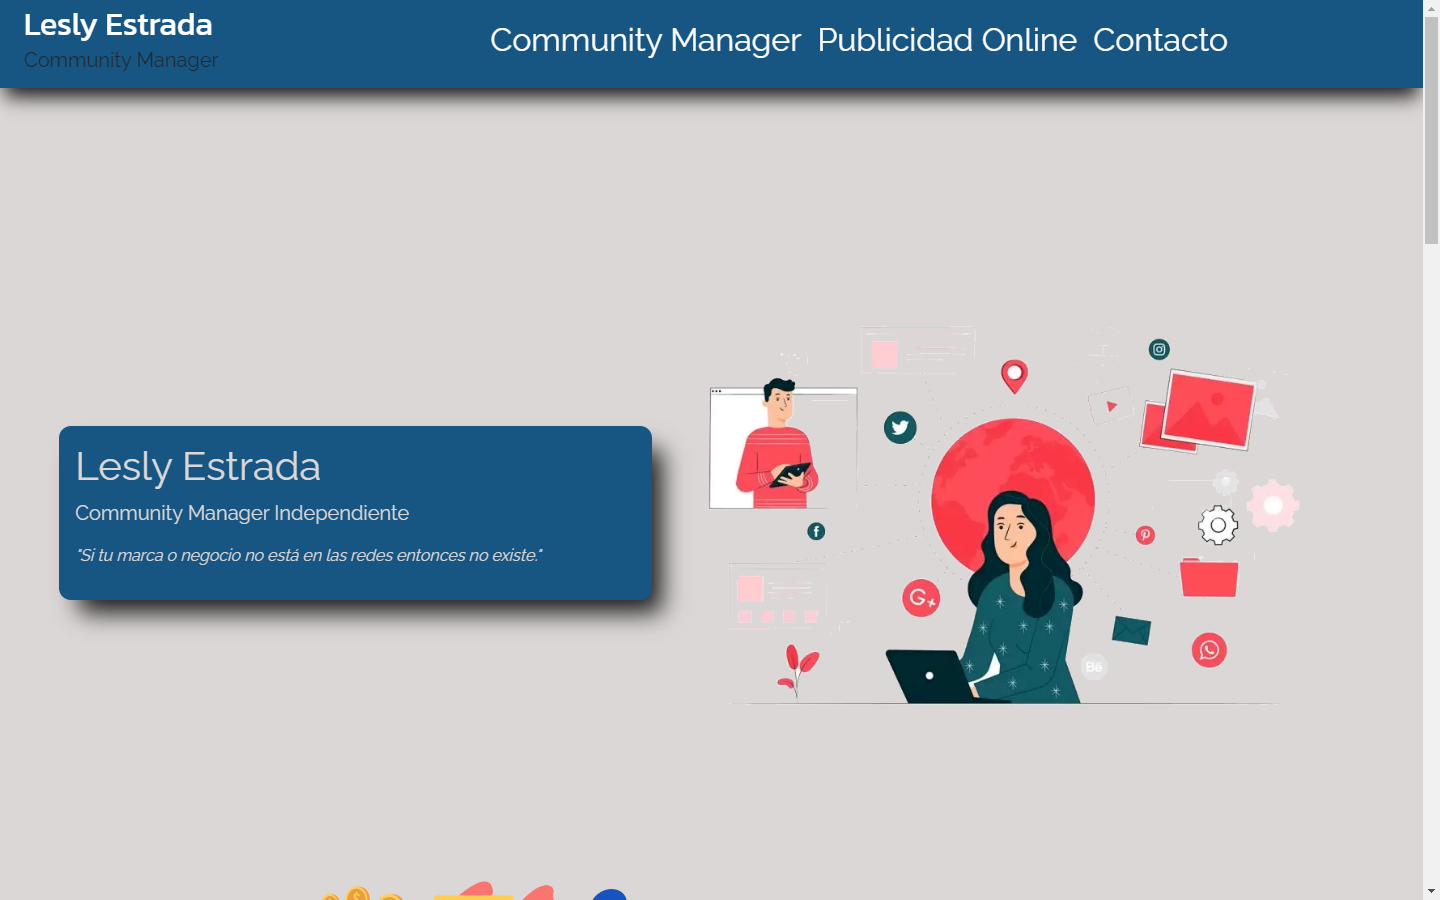 Lesly Estrada
Community Manager
Community Manager Publicidad Online Contacto
Lesly Estrada
Community Manager Independiente
"Si tu marca o negocio no está en las redes entonces no existe."
G+
Bē